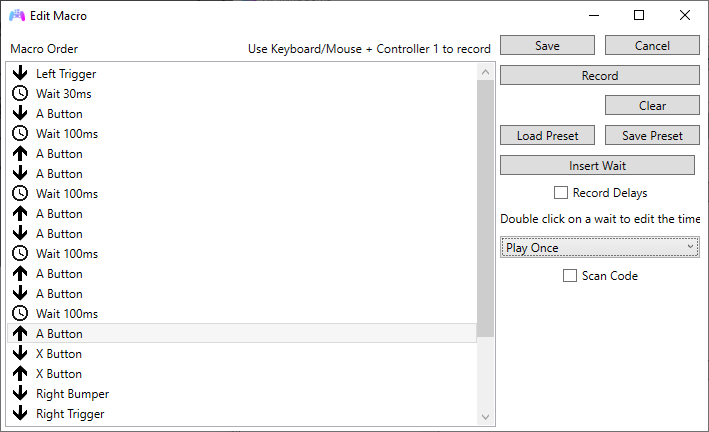 Edit Macro
Macro Order
Use Keyboard/Mouse + Controller 1 to record
Left Trigger
Wait 30ms
A Button
Wait 100ms
A Button
A Button
Wait 100ms
A Button
A Button
Wait 100ms
A Button
A Button
Wait 100ms
A Button
X Button
X Button
Right Bumper
Right Trigger
Save
Cancel
Record
Clear
Load Preset
Save Preset
Insert Wait
Record Delays
Double click on a wait to edit the time
Play Once
Scan Code